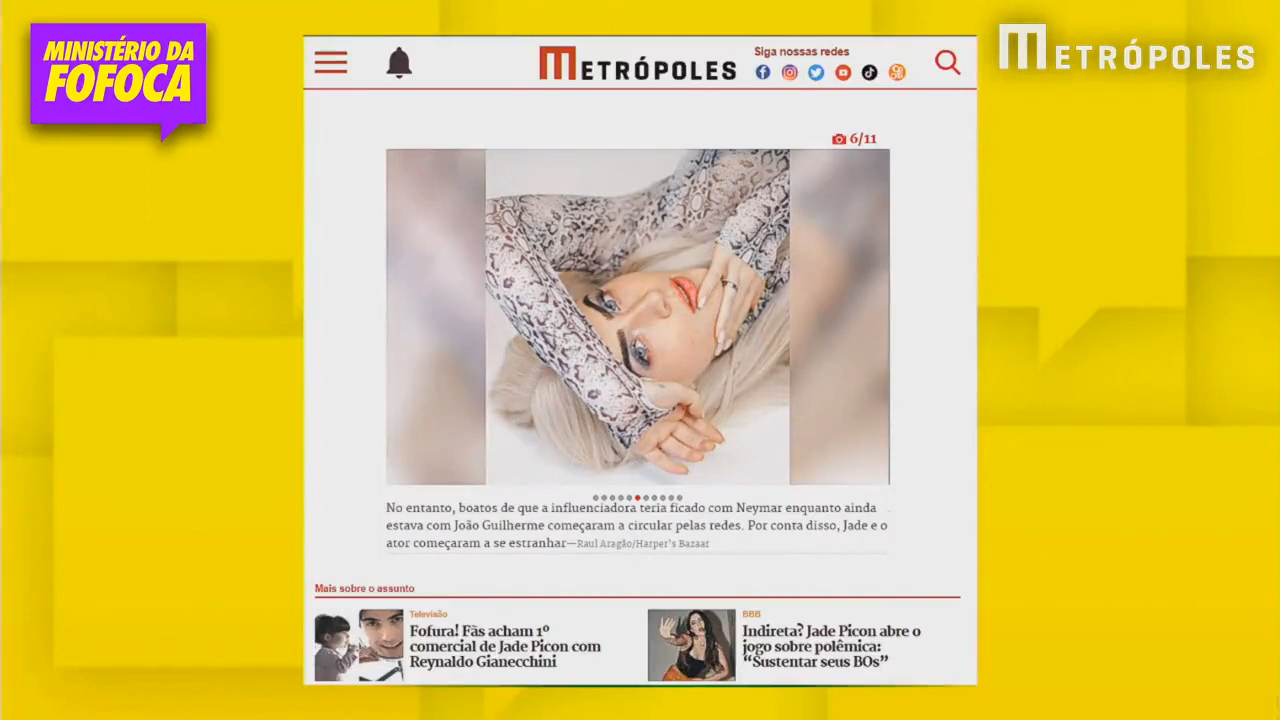 MINISTÉRIO DA
FOFOCA
METRÓPOLES
METRÓPOLES
Siga nossas redes
6/11
No entanto, boatos de que a influenciadora teria ficado com Neymar enquanto ainda
estava com João Guilherme começaram a circular pelas redes. Por conta disso, Jade e o
ator começaram a se estranhar—Raul Aragão/Harper's Bazaar
Mais sobre o assunto
Televisão
Fofura! Fãs acham 1º
comercial de Jade Picon com
Reynaldo Gianecchini
BBB
Indireta? Jade Picon abre o
jogo sobre polêmica:
“Sustentar seus BOs”